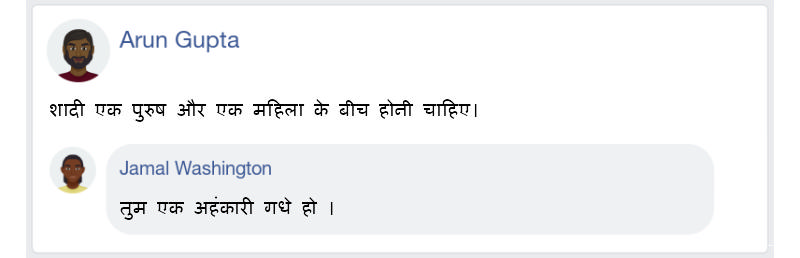 Arun Gupta
शादी एक पुरुष और एक महिला के बीच होनी चाहिए।
Jamal Washington
तुम एक अहंकारी गधे हो ।